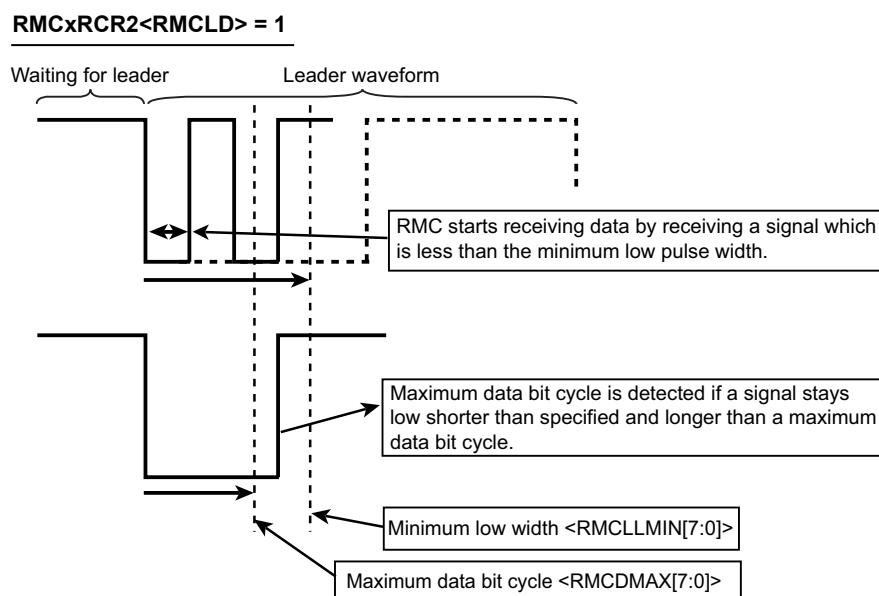 RMCxRCR2<RMCLD> = 1
Waiting for leader
Leader waveform
RMC starts receiving data by receiving a signal which
is less than the minimum low pulse width.
Maximum data bit cycle is detected if a signal stays
low shorter than specified and longer than a maximum
data bit cycle.
Minimum low width <RMCLLMIN[7:0]>
Maximum data bit cycle <RMCDMAX[7:0]>